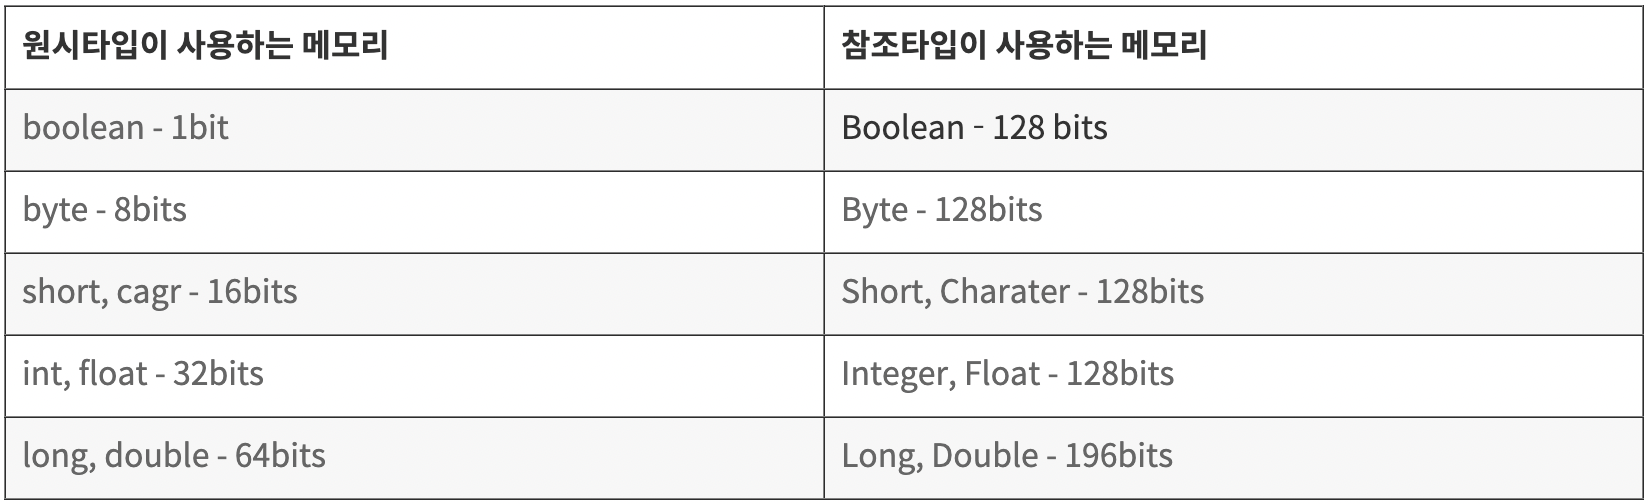 원시타입이 사용하는 메모리
참조타입이 사용하는 메모리
boolean - 1bit
Boolean - 128 bits
byte - 8bits
Byte - 128bits
short, cagr - 16bits
Short, Charater - 128bits
int, float - 32bits
Integer, Float - 128bits
long, double - 64bits
Long, Double - 196bits